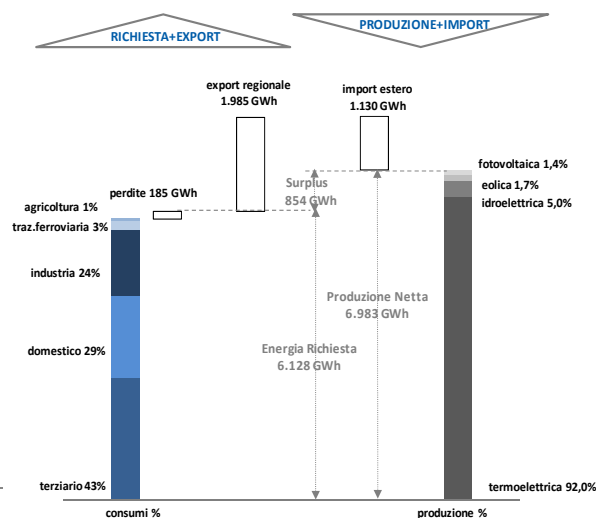 RICHIESTA+EXPORT
PRODUZIONE+IMPORT
export regionale
1.985 GWh
import estero
1.130 GWh
fotovoltaica 1,4%
eolica 1,7%
idroelettrica 5,0%
Surplus
854 GWh
perdite 185 GWh
agricoltura 1%
traz.ferroviaria 3%
industria 24%
Produzione Netta
6.983 GWh
domestico 29%
Energia Richiesta
6.128 GWh
terziario 43%
termoelettrica 92,0%
consumi %
produzione %